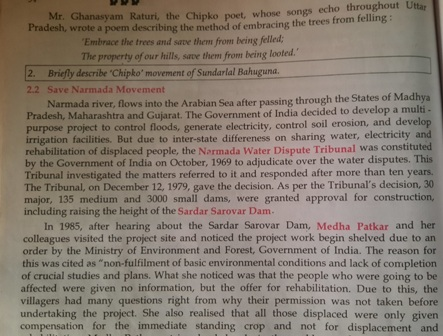 Mr. Ghanasyam Raturi, the Chipko poet, whose songs echo throughout Uttar
Pradesh, wrote a poem describing the method of embracing the trees from felling :
'Embrace the trees and save them from being felled;
The property of our hills, save them from being looted.'
2. Briefly describe 'Chipko' movement of Sundarlal Bahuguna.
2.2 Save Narmada Movement
Narmada river, flows into the Arabian Sea after passing through the States of Madhya
Pradesh, Maharashtra and Gujarat. The Government of India decided to develop a multi -
purpose project to control floods, generate electricity, control soil erosion, and develop
irrigation facilities. But due to inter-state difference on sharing water, electricity and
rehabilitation of displaced people, the Narmada Water Dispute Tribunal was constituted
by the Government of India on October, 1969 to adjudicate over the water disputes. This
Tribunal investigated the matters referred to it and responded after more than ten years.
The Tribunal, on December 12, 1979, gave the decision. As per the Tribunal's decision, 30
major, 135 medium and 3000 small dams, were granted approval for construction,
including raising the height of the Sardar Sarovar Dam.
In 1985, after hearing about the Sardar Sarovar Dam, Medha Patkar and her
colleagues visited the project site and noticed the project work begin shelved due to an
order by the Ministry of Environment and Forest, Government of India. The reason for
this was cited as "non-fulfilment of basic environmental conditions and lack of completion
of crucial studies and plans. What she noticed was that the people who were going to be
affected were given no information, but the offer for rehabilitation. Due to this, the
villagers had many questions right from why their permission was not taken before
undertaking the project. She also realised that all those displaced were only given
compensation for the immediate standing crops and not for displacement and